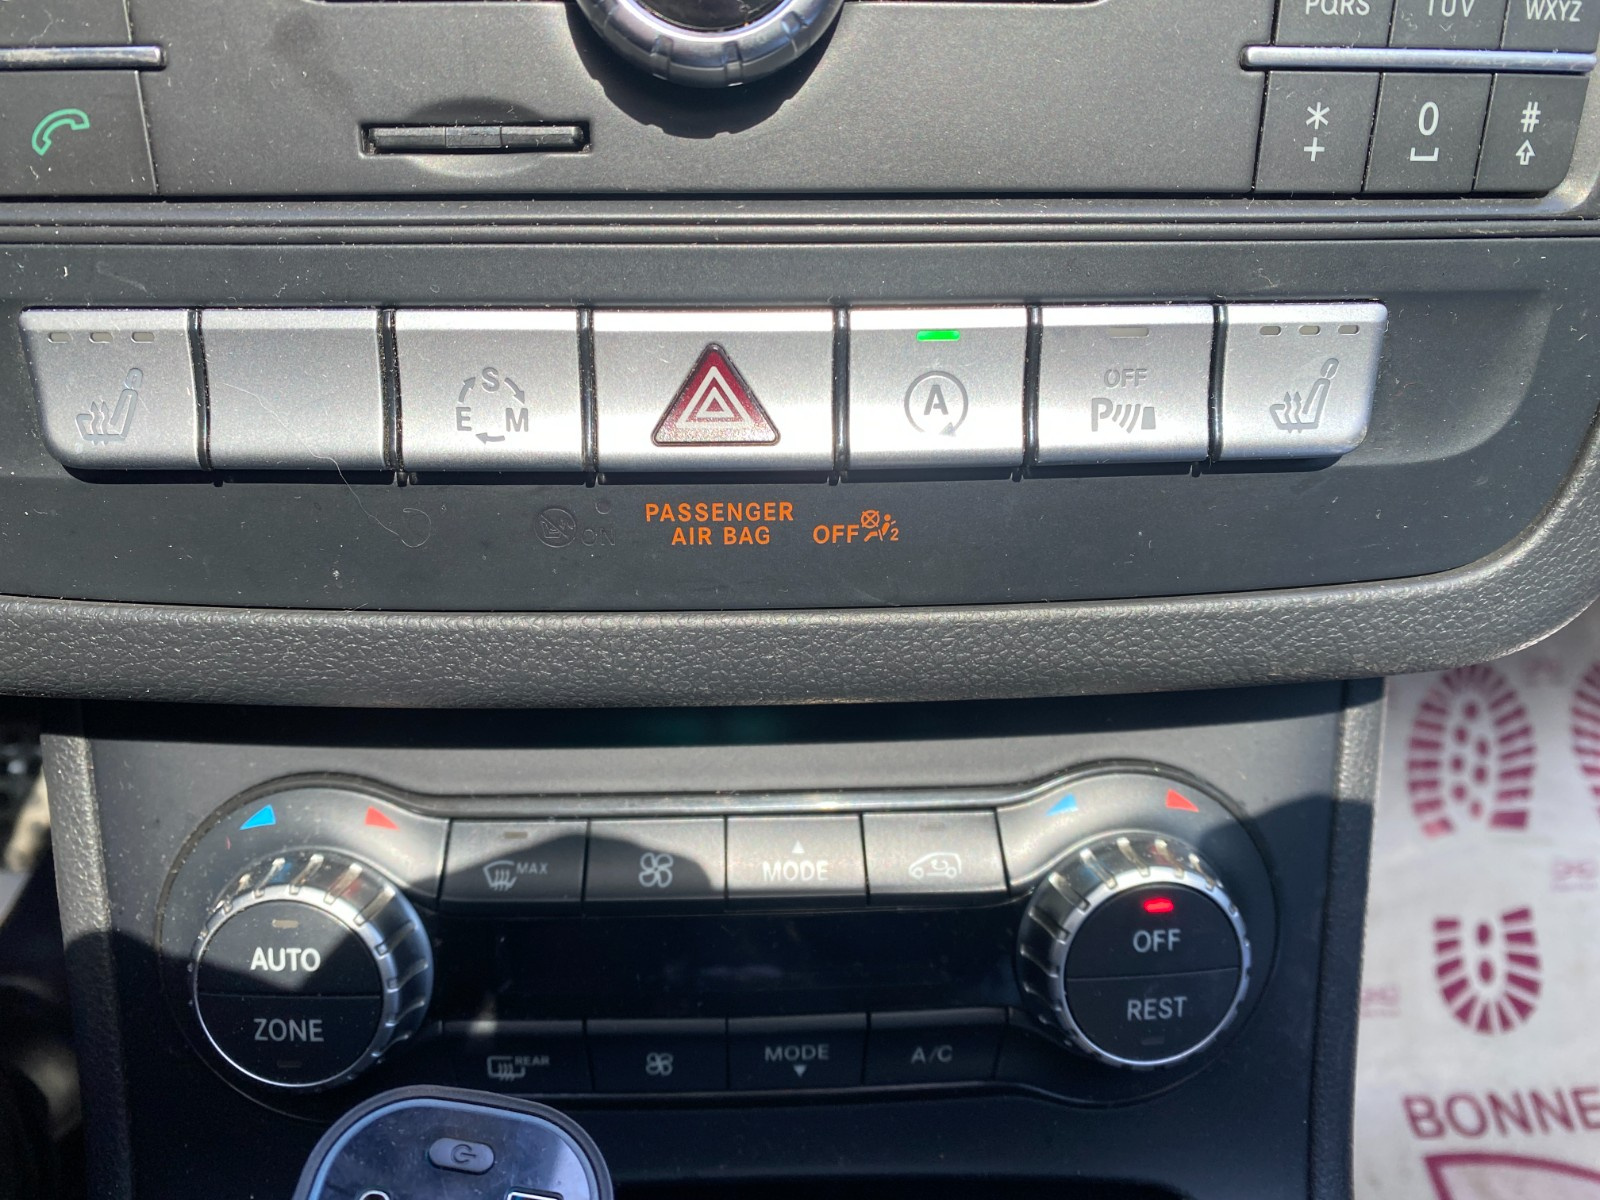 PQRS TUV WXYZ
* 0 #
+
S
E M
A
OFF
P
ON
PASSENGER
AIR BAG OFF 2
MAX MODE
AUTO
ZONE
OFF
REST
REAR MODE A/C
BONNE